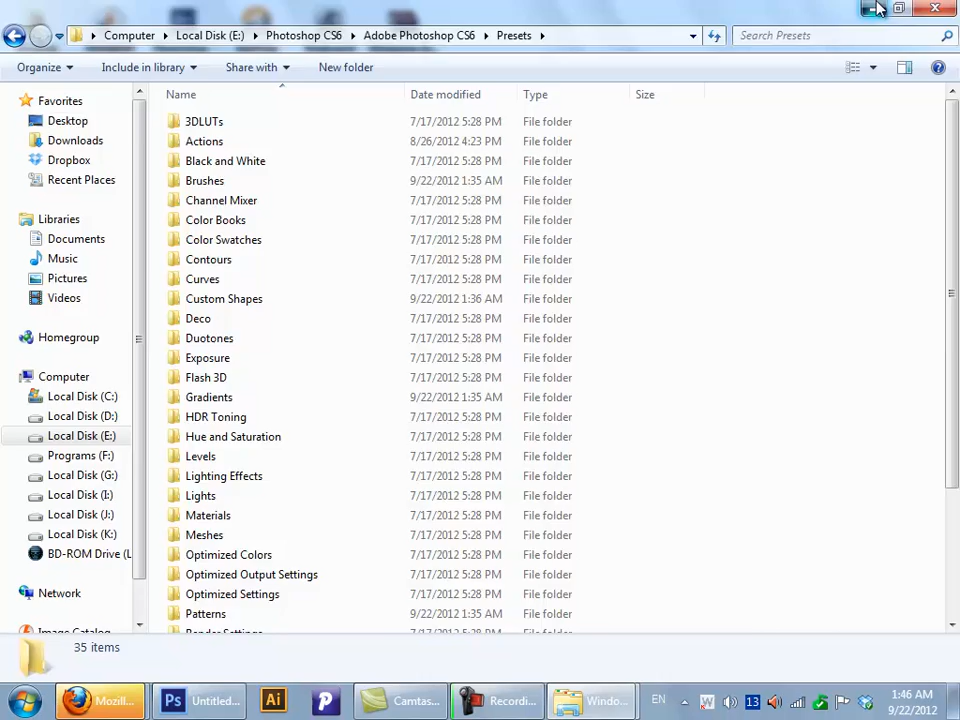 Computer Local Disk (E:) Photoshop CS6 Adobe Photoshop CS6 Presets Search Presets
Organize Include in library Share with New folder
Name Date modified Type Size
Favorites
Desktop
Downloads
Dropbox
Recent Places
Libraries
Documents
Music
Pictures
Videos
Homegroup
Computer
Local Disk (C:)
Local Disk (D:)
Local Disk (E:)
Programs (F:)
Local Disk (G:)
Local Disk (I:)
Local Disk (J:)
Local Disk (K:)
BD-ROM Drive (L
Network
3DLUTs 7/17/2012 5:28 PM File folder
Actions 8/26/2012 4:23 PM File folder
Black and White 7/17/2012 5:28 PM File folder
Brushes 9/22/2012 1:35 AM File folder
Channel Mixer 7/17/2012 5:28 PM File folder
Color Books 7/17/2012 5:28 PM File folder
Color Swatches 7/17/2012 5:28 PM File folder
Contours 7/17/2012 5:28 PM File folder
Curves 7/17/2012 5:28 PM File folder
Custom Shapes 9/22/2012 1:36 AM File folder
Deco 7/17/2012 5:28 PM File folder
Duotones 7/17/2012 5:28 PM File folder
Exposure 7/17/2012 5:28 PM File folder
Flash 3D 7/17/2012 5:28 PM File folder
Gradients 9/22/2012 1:35 AM File folder
HDR Toning 7/17/2012 5:28 PM File folder
Hue and Saturation 7/17/2012 5:28 PM File folder
Levels 7/17/2012 5:28 PM File folder
Lighting Effects 7/17/2012 5:28 PM File folder
Lights 7/17/2012 5:28 PM File folder
Materials 7/17/2012 5:28 PM File folder
Meshes 7/17/2012 5:28 PM File folder
Optimized Colors 7/17/2012 5:28 PM File folder
Optimized Output Settings 7/17/2012 5:28 PM File folder
Optimized Settings 7/17/2012 5:28 PM File folder
Patterns 9/22/2012 1:35 AM File folder
35 items
Mozill... Ps Untitled... Ai Camtas... Recordi... Windo... EN 13 1:46 AM
9/22/2012